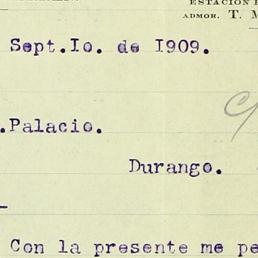 ESTACION
ADMOR. T. M
Sept.Io. de I909.
.Palacio.
Durango.
Con la presente me pe